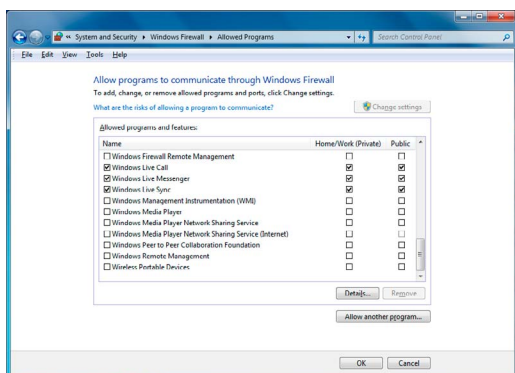 « System and Security ▸ Windows Firewall ▸ Allowed Programs
Search Control Panel
File Edit View Tools Help
Allow programs to communicate through Windows Firewall
To add, change, or remove allowed programs and ports, click Change settings.
What are the risks of allowing a program to communicate?
Change settings
Allowed programs and features:
Name Home/Work (Private) Public
Windows Firewall Remote Management
Windows Live Call
Windows Live Messenger
Windows Live Sync
Windows Management Instrumentation (WMI)
Windows Media Player
Windows Media Player Network Sharing Service
Windows Media Player Network Sharing Service (Internet)
Windows Peer to Peer Collaboration Foundation
Windows Remote Management
Wireless Portable Devices
Details... Remove
Allow another program...
OK Cancel